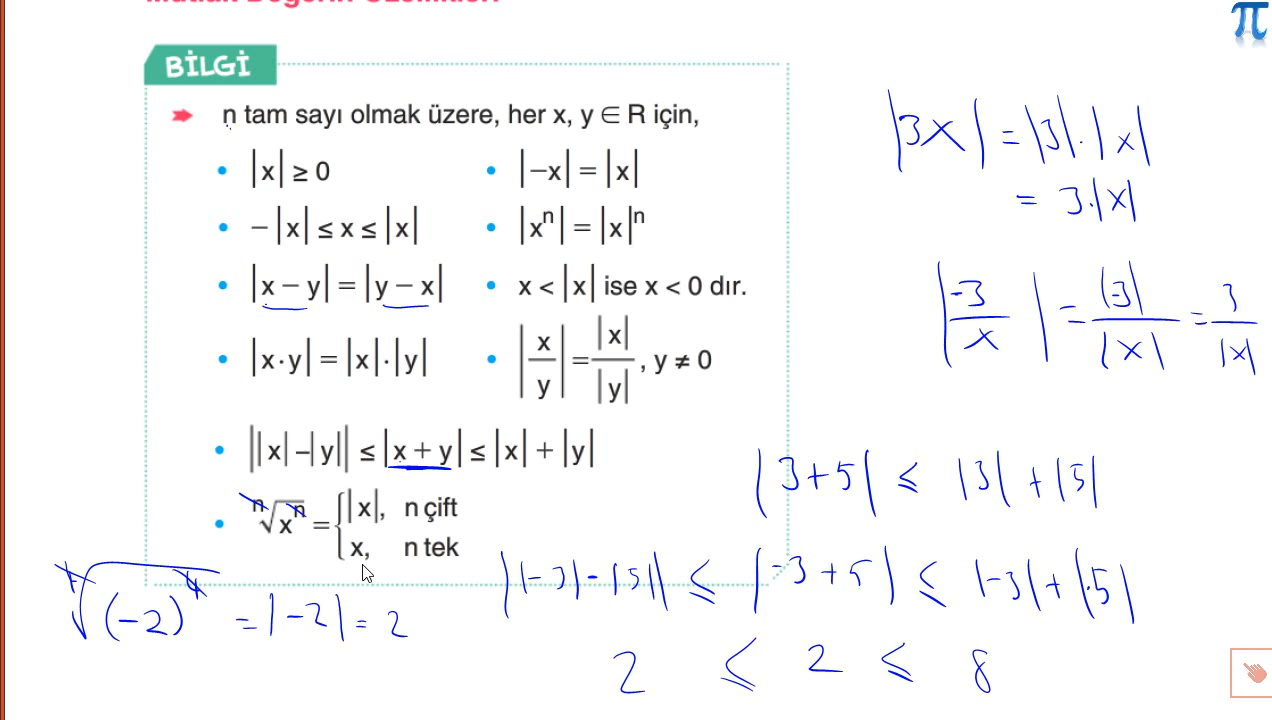 Mutlak Değerin Özellikleri
π
BİLGİ
n tam sayı olmak üzere, her x, y ∈ R için,
• |x| ≥ 0
• |−x| = |x|
• −|x| ≤ x ≤ |x|
• |xⁿ| = |x|ⁿ
• |x − y| = |y − x|
• x < |x| ise x < 0 dır.
• |x·y| = |x|·|y|
• |x/y| = |x|/|y|, y ≠ 0
• ||x| −|y|| ≤ |x + y| ≤ |x| + |y|
• ⁿ√xⁿ = { |x|, n çift
x, n tek
|3x| = |3|·|x|
= 3·|x|
|-3/x| = |-3|/|x| = 3/|x|
|3+5| ≤ |3| + |5|
||-3|-|5|| ≤ |-3+5| ≤ |-3| + |5|
2 ≤ 2 ≤ 8
⁴√(-2)⁴ = |-2| = 2